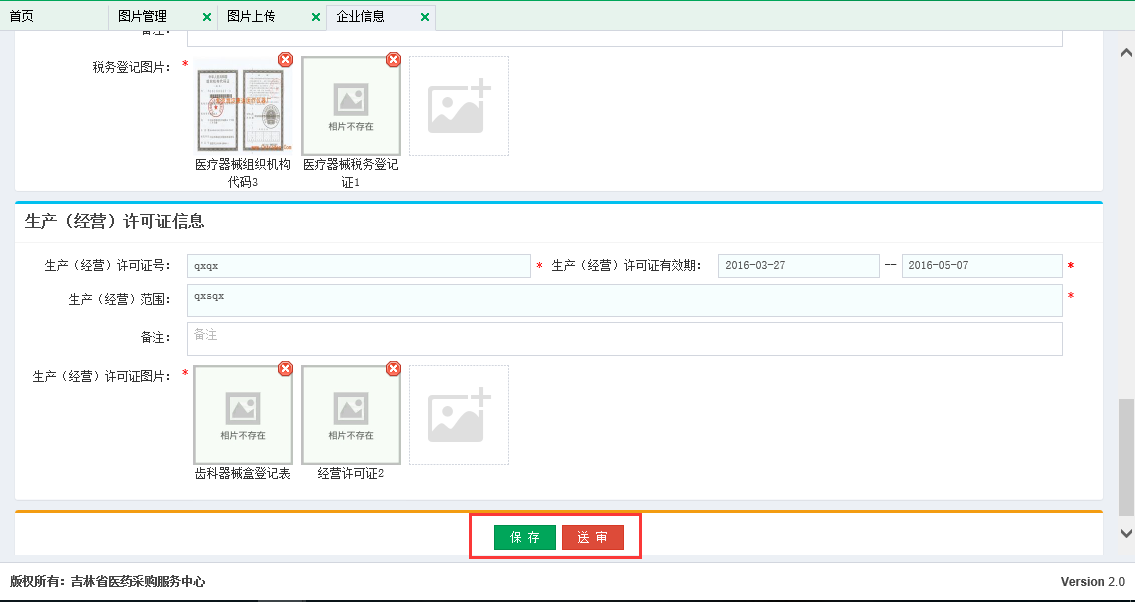 首页 图片管理 图片上传 企业信息
备注:
税务登记图片: *
相片不存在
医疗器械组织机构代码3 医疗器械税务登记证1
生产（经营）许可证信息
生产（经营）许可证号: qxqx * 生产（经营）许可证有效期: 2016-03-27 -- 2016-05-07 *
生产（经营）范围: qxsqx *
备注: 备注
生产（经营）许可证图片: *
相片不存在 相片不存在
齿科器械盒登记表 经营许可证2
保 存 送 审
版权所有: 吉林省医药采购服务中心 Version 2.0